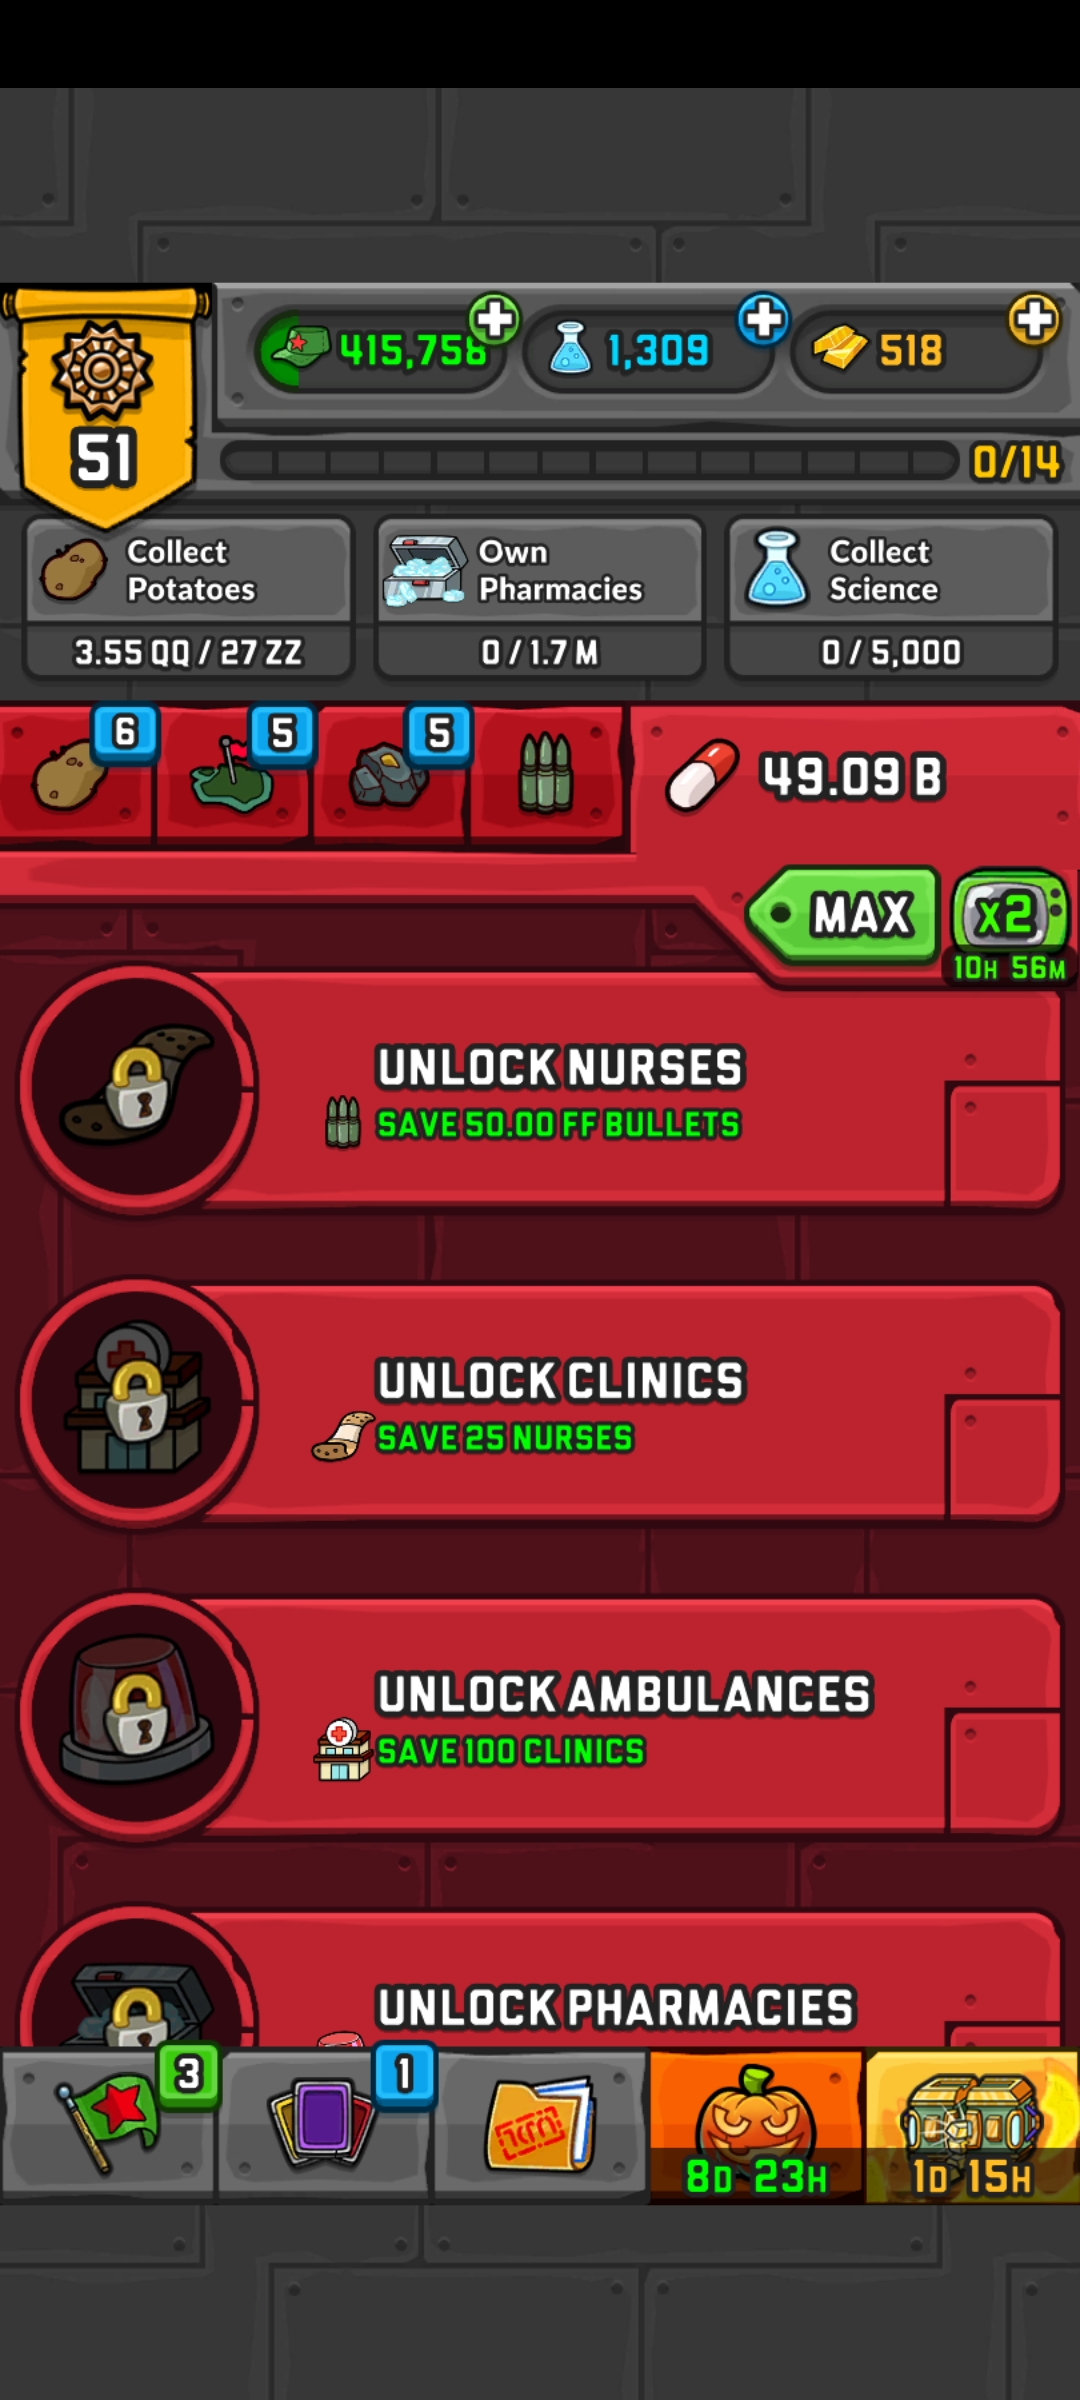 415,758
1,309
518
51
0/14
Collect
Potatoes
3.55 QQ / 27 ZZ
Own
Pharmacies
0 / 1.7 M
Collect
Science
0 / 5,000
6
5
5
49.09 B
MAX
X2
10H 56M
UNLOCK NURSES
SAVE 50.00 FF BULLETS
UNLOCK CLINICS
SAVE 25 NURSES
UNLOCK AMBULANCES
SAVE 100 CLINICS
UNLOCK PHARMACIES
3
1
8D 23H
1D 15H